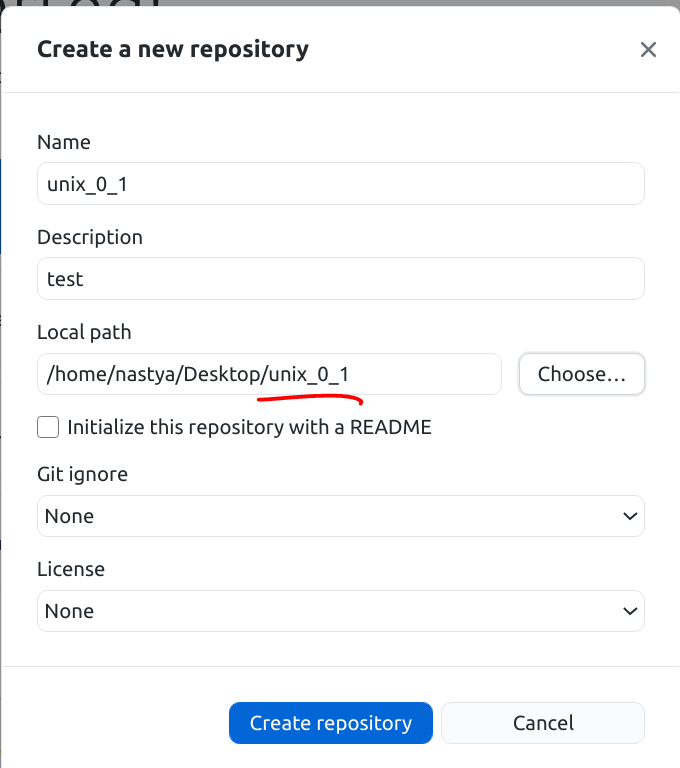 Create a new repository
Name
unix_0_1
Description
test
Local path
/home/nastya/Desktop/unix_0_1
Choose...
Initialize this repository with a README
Git ignore
None
License
None
Create repository
Cancel